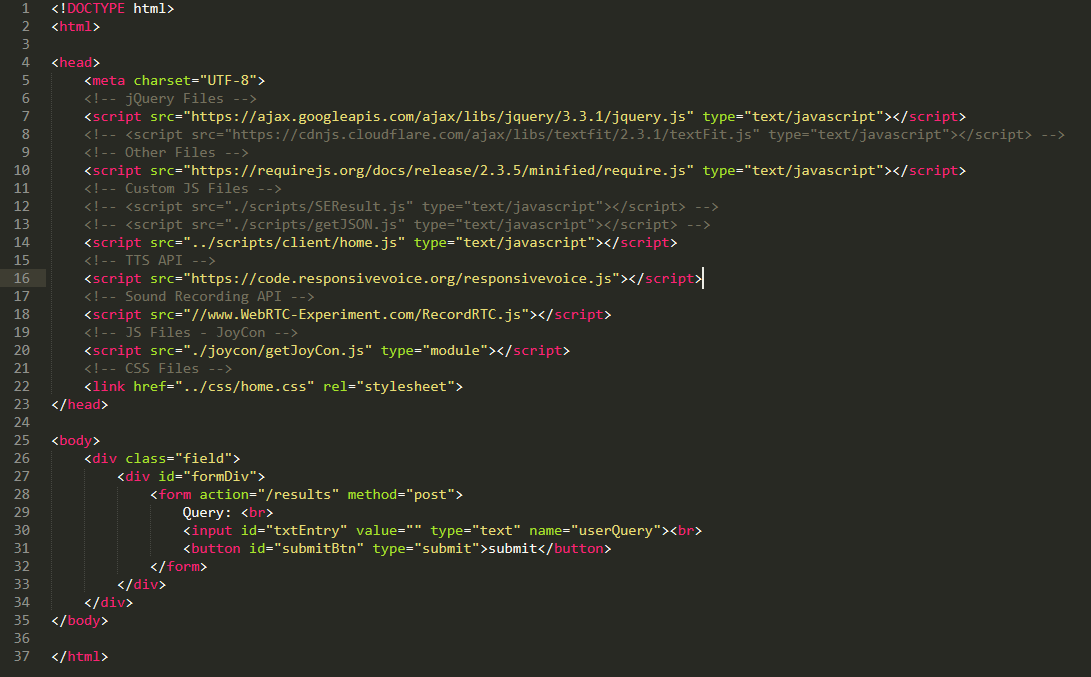 1 <!DOCTYPE html>
2 <html>
3
4 <head>
5     <meta charset="UTF-8">
6     <!-- jQuery Files -->
7     <script src="https://ajax.googleapis.com/ajax/libs/jquery/3.3.1/jquery.js" type="text/javascript"></script>
8     <!-- <script src="https://cdnjs.cloudflare.com/ajax/libs/textfit/2.3.1/textFit.js" type="text/javascript"></script> -->
9     <!-- Other Files -->
10     <script src="https://requirejs.org/docs/release/2.3.5/minified/require.js" type="text/javascript"></script>
11     <!-- Custom JS Files -->
12     <!-- <script src="./scripts/SEResult.js" type="text/javascript"></script> -->
13     <!-- <script src="./scripts/getJSON.js" type="text/javascript"></script> -->
14     <script src="../scripts/client/home.js" type="text/javascript"></script>
15     <!-- TTS API -->
16     <script src="https://code.responsivevoice.org/responsivevoice.js"></script>
17     <!-- Sound Recording API -->
18     <script src="//www.WebRTC-Experiment.com/RecordRTC.js"></script>
19     <!-- JS Files - JoyCon -->
20     <script src="./joycon/getJoyCon.js" type="module"></script>
21     <!-- CSS Files -->
22     <link href="../css/home.css" rel="stylesheet">
23 </head>
24
25 <body>
26     <div class="field">
27         <div id="formDiv">
28             <form action="/results" method="post">
29                 Query: <br>
30                 <input id="txtEntry" value="" type="text" name="userQuery"><br>
31                 <button id="submitBtn" type="submit">submit</button>
32             </form>
33         </div>
34     </div>
35 </body>
36
37 </html>